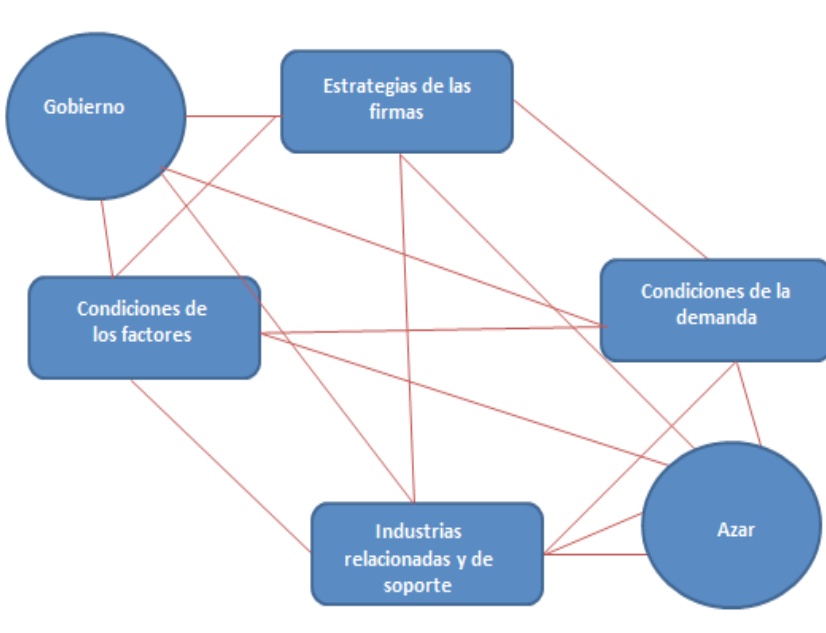 Gobierno
Estrategias de las
firmas
Condiciones de
los factores
Condiciones de la
demanda
Industrias
relacionadas y de
soporte
Azar